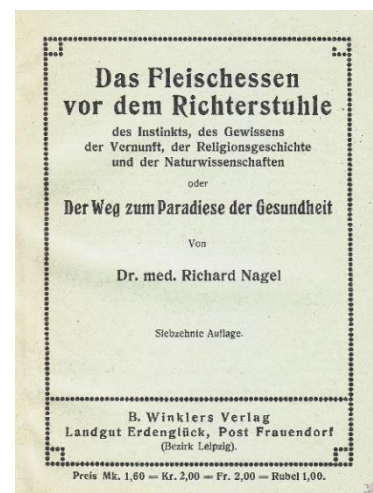 Das Fleischessen
vor dem Richterstuhle
des Instinkts, des Gewissens
der Vernunft, der Religionsgeschichte
und der Naturwissenschaften
oder
Der Weg zum Paradiese der Gesundheit
Von
Dr. med. Richard Nagel
Siebzehnte Auflage.
B. Winklers Verlag
Landgut Erdenglück, Post Frauendorf
(Bezirk Leipzig).
Preis Mk. 1,60 — Kr. 2,00 — Fr. 2,00 — Rubel 1,00.